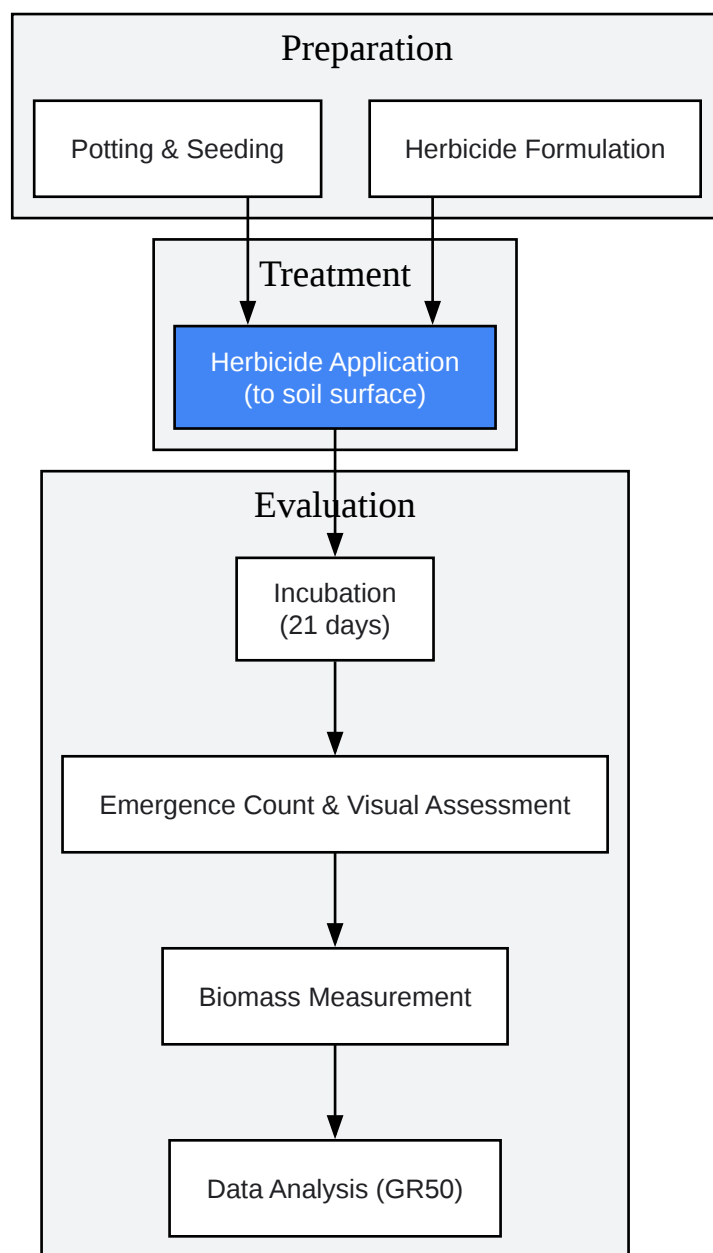 Preparation
Potting & Seeding
Herbicide Formulation
Treatment
Herbicide Application
(to soil surface)
Evaluation
Incubation
(21 days)
Emergence Count & Visual Assessment
Biomass Measurement
Data Analysis (GR50)